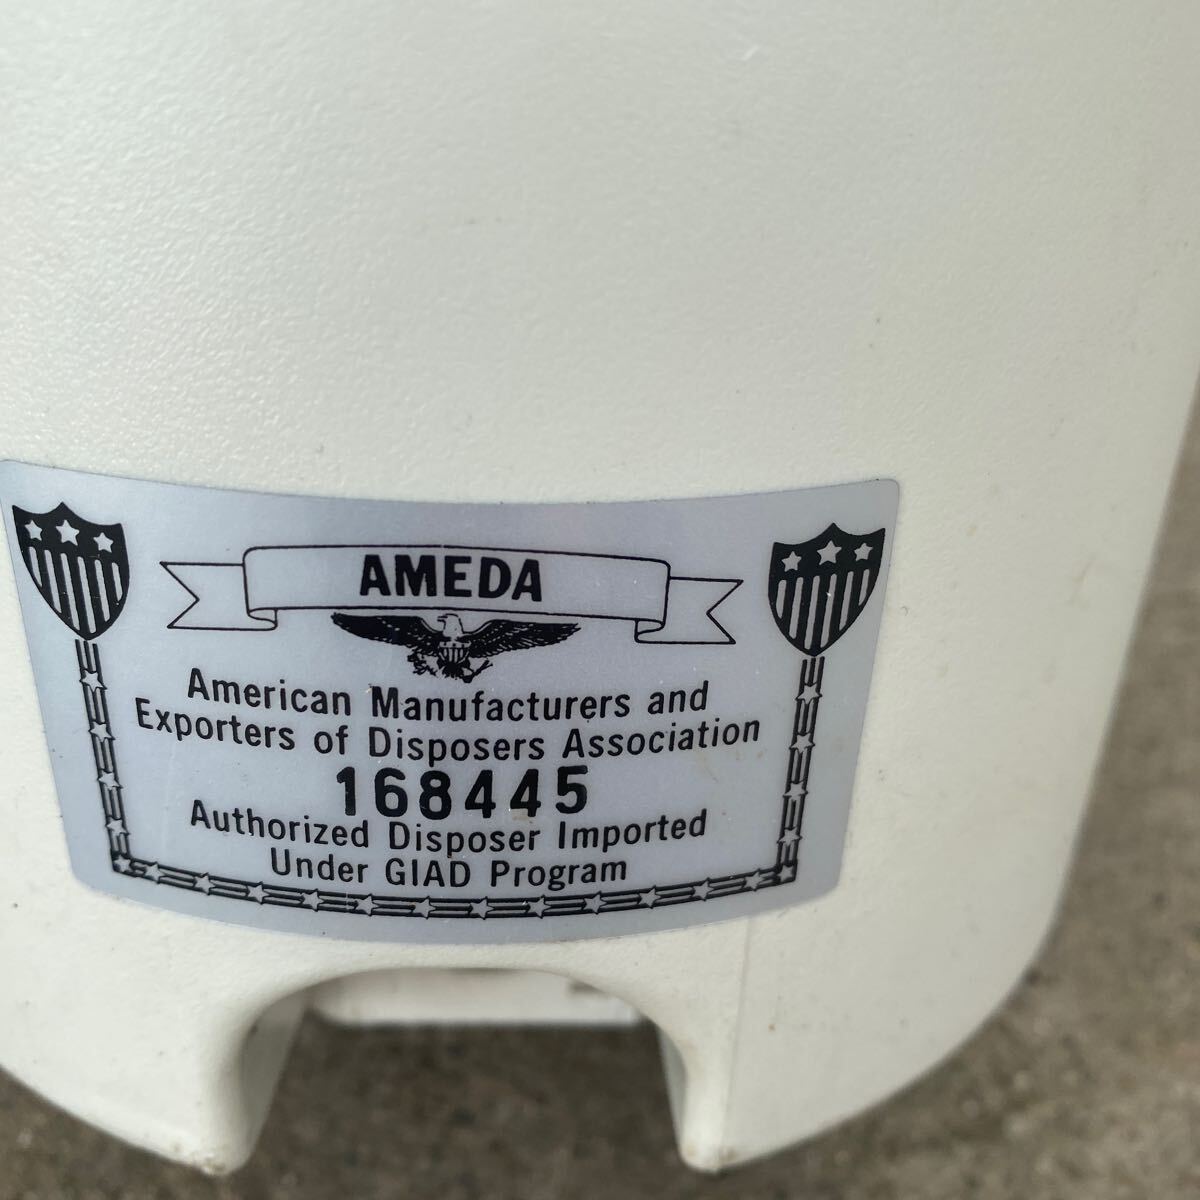 AMEDA
American Manufacturers and
Exporters of Disposers Association
168445
Authorized Disposer Imported
Under GIAD Program